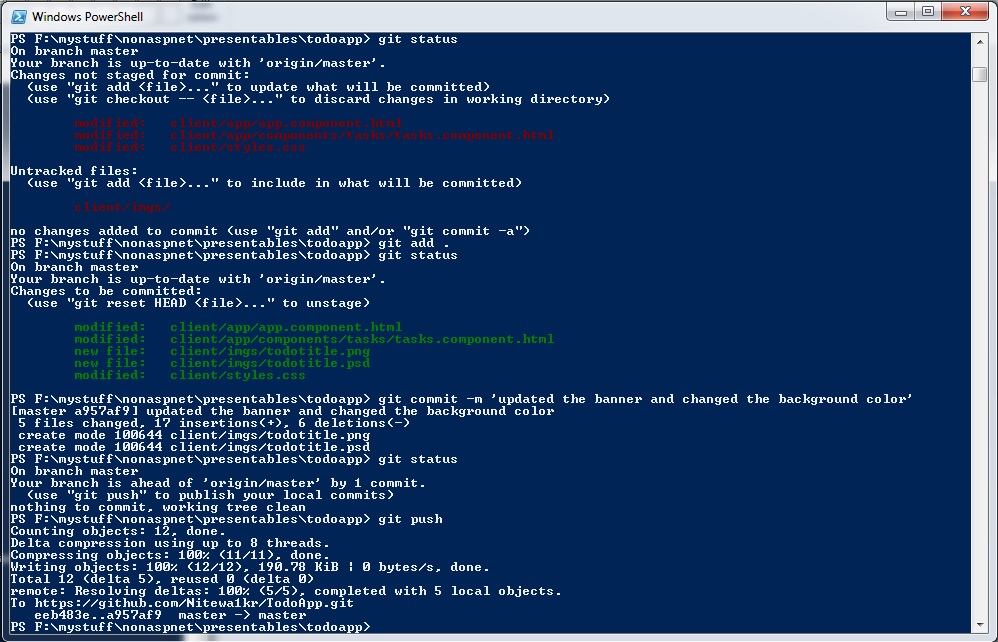 Windows PowerShell
PS F:\mystuff\nonaspnet\presentables\todoapp> git status
On branch master
Your branch is up-to-date with 'origin/master'.
Changes not staged for commit:
  (use "git add <file>..." to update what will be committed)
  (use "git checkout -- <file>..." to discard changes in working directory)
        modified:   client/app/app.component.html
        modified:   client/app/components/tasks/tasks.component.html
        modified:   client/styles.css
Untracked files:
  (use "git add <file>..." to include in what will be committed)
        client/imgs/
no changes added to commit (use "git add" and/or "git commit -a")
PS F:\mystuff\nonaspnet\presentables\todoapp> git add .
PS F:\mystuff\nonaspnet\presentables\todoapp> git status
On branch master
Your branch is up-to-date with 'origin/master'.
Changes to be committed:
  (use "git reset HEAD <file>..." to unstage)
        modified:   client/app/app.component.html
        modified:   client/app/components/tasks/tasks.component.html
        new file:   client/imgs/todotitle.png
        new file:   client/imgs/todotitle.psd
        modified:   client/styles.css
PS F:\mystuff\nonaspnet\presentables\todoapp> git commit -m 'updated the banner and changed the background color'
[master a957af9] updated the banner and changed the background color
 5 files changed, 17 insertions(+), 6 deletions(-)
 create mode 100644 client/imgs/todotitle.png
 create mode 100644 client/imgs/todotitle.psd
PS F:\mystuff\nonaspnet\presentables\todoapp> git status
On branch master
Your branch is ahead of 'origin/master' by 1 commit.
  (use "git push" to publish your local commits)
nothing to commit, working tree clean
PS F:\mystuff\nonaspnet\presentables\todoapp> git push
Counting objects: 12, done.
Delta compression using up to 8 threads.
Compressing objects: 100% (11/11), done.
Writing objects: 100% (12/12), 190.78 KiB | 0 bytes/s, done.
Total 12 (delta 5), reused 0 (delta 0)
remote: Resolving deltas: 100% (5/5), completed with 5 local objects.
To https://github.com/Nitewa1kr/TodoApp.git
   eeb483e..a957af9  master -> master
PS F:\mystuff\nonaspnet\presentables\todoapp>